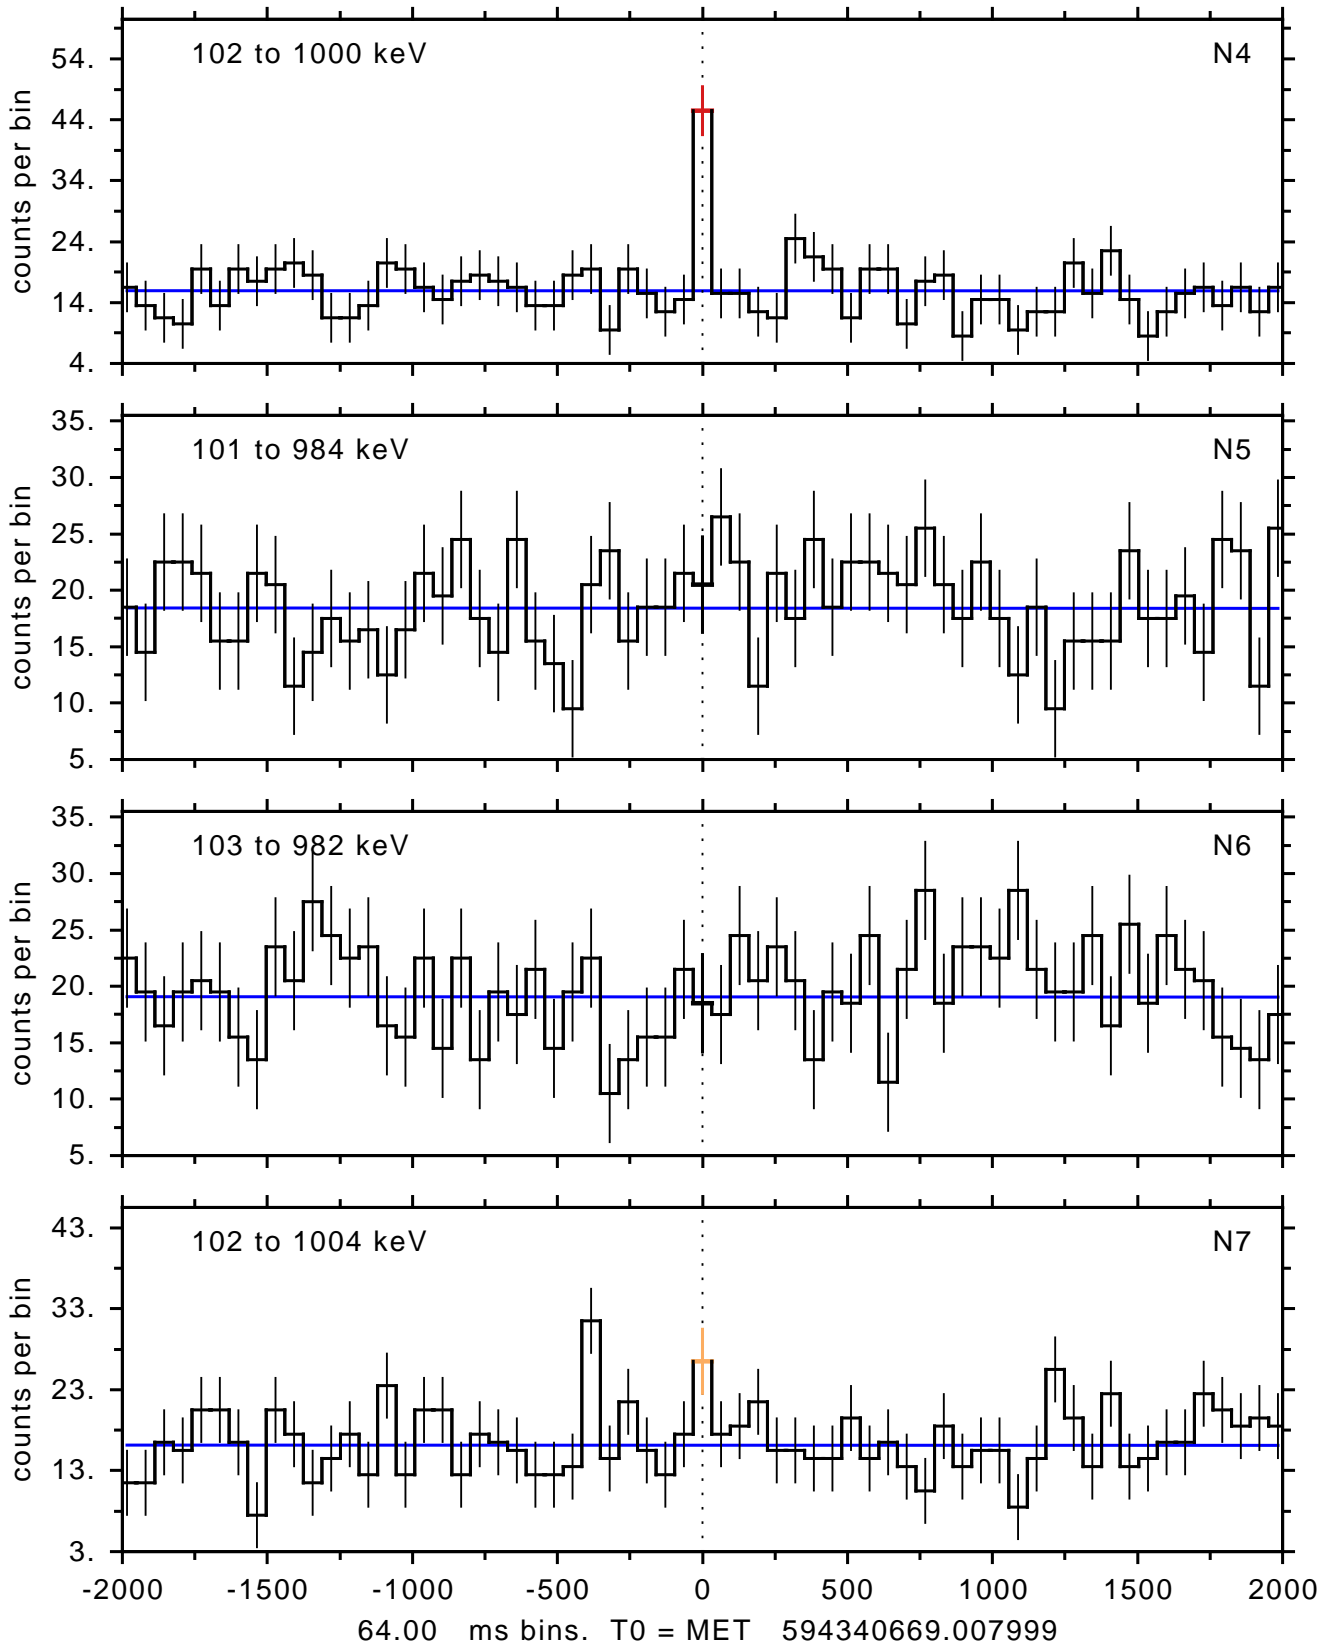 102 to 1000 keV N4
54.
44.
34.
24.
14.
4.
counts per bin
101 to 984 keV N5
35.
30.
25.
20.
15.
10.
5.
counts per bin
103 to 982 keV N6
35.
30.
25.
20.
15.
10.
5.
counts per bin
102 to 1004 keV N7
43.
33.
23.
13.
3.
counts per bin
-2000 -1500 -1000 -500 0 500 1000 1500 2000
64.00 ms bins. T0 = MET 594340669.007999